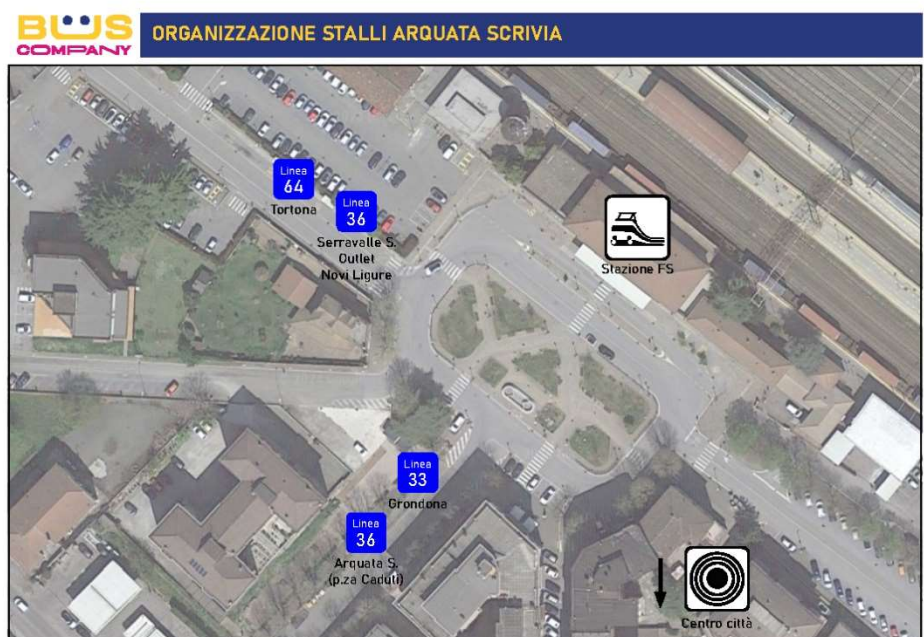 BUS
COMPANY
ORGANIZZAZIONE STALLI ARQUATA SCRIVIA
Linea
64
Tortona
Linea
36
Serravalle S.
Outlet
Novi Ligure
Stazione FS
Linea
33
Grondona
Linea
36
Arquata S.
(p.za Caduti)
Centro città